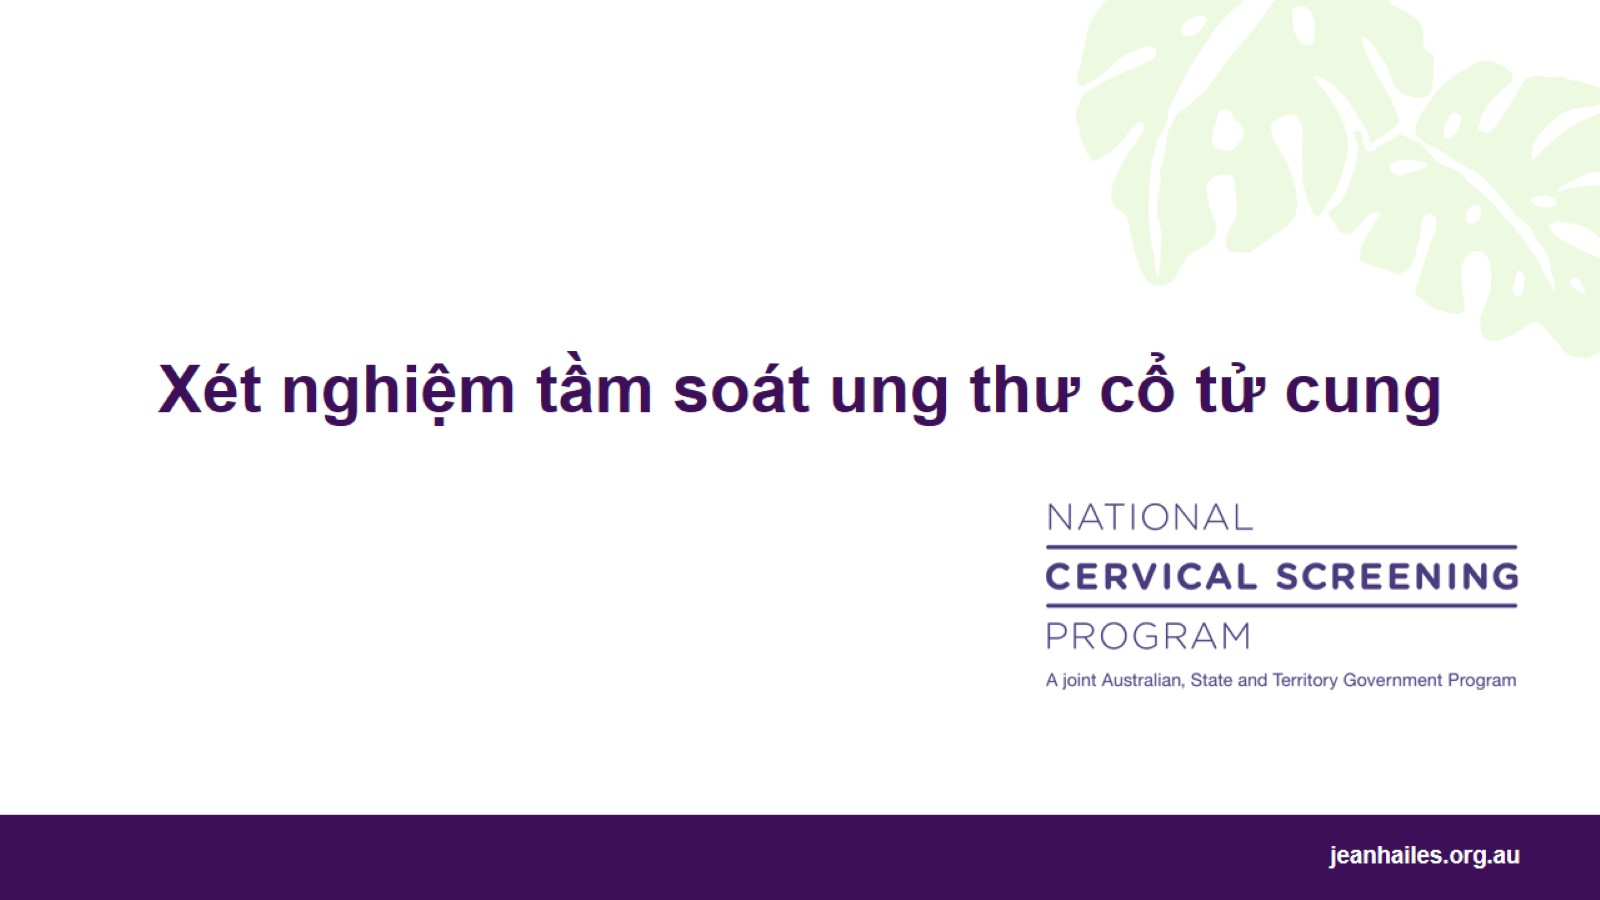 Xét nghiệm tầm soát ung thư cổ tử cung
NATIONAL
CERVICAL SCREENING
PROGRAM
A joint Australian, State and Territory Government Program
jeanhailes.org.au